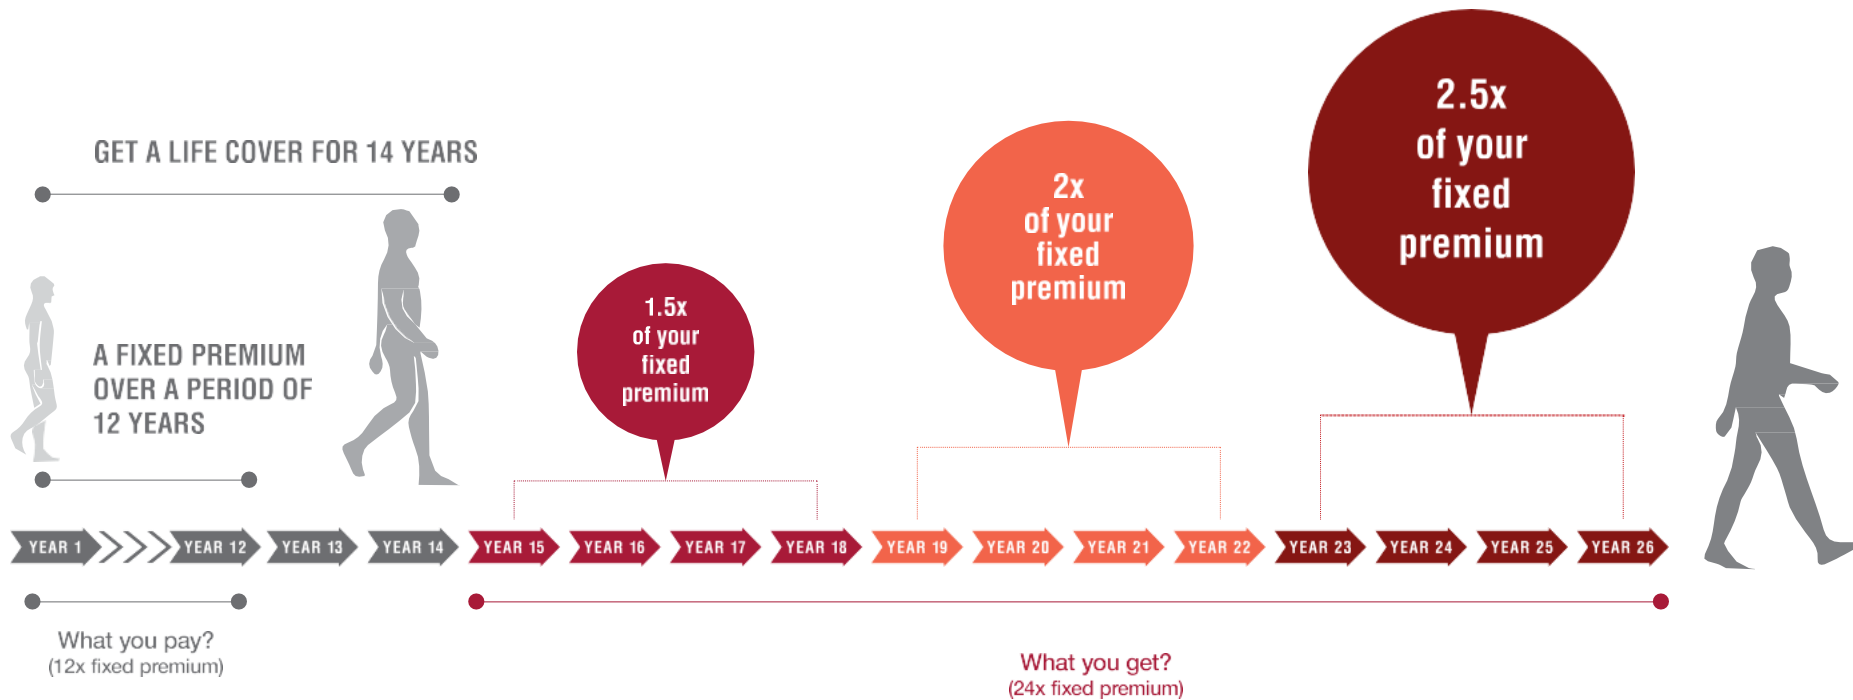 GET A LIFE COVER FOR 14 YEARS
A FIXED PREMIUM
OVER A PERIOD OF
12 YEARS
1.5x
of your
fixed
premium
2x
of your
fixed
premium
2.5x
of your
fixed
premium
YEAR 1
YEAR 12
YEAR 13
YEAR 14
YEAR 15
YEAR 16
YEAR 17
YEAR 18
YEAR 19
YEAR 20
YEAR 21
YEAR 22
YEAR 23
YEAR 24
YEAR 25
YEAR 26
What you pay?
(12x fixed premium)
What you get?
(24x fixed premium)